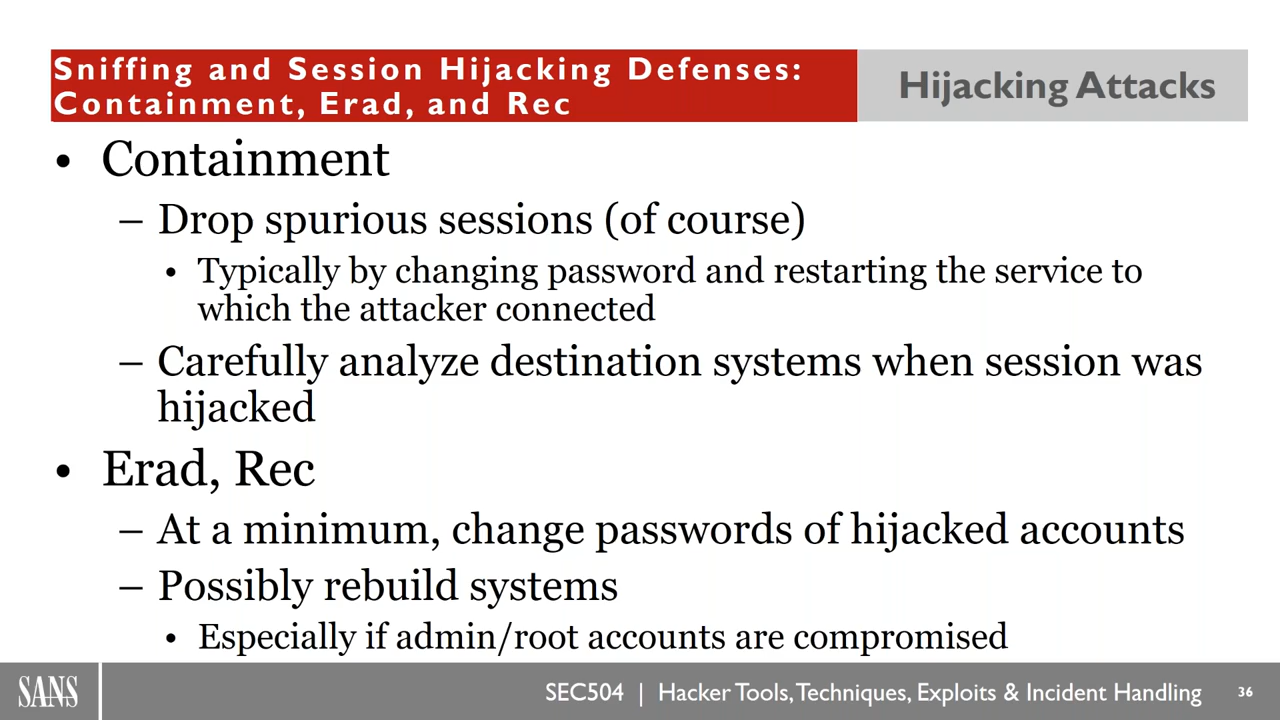 Sniffing and Session Hijacking Defenses:
Containment, Erad, and Rec
Hijacking Attacks
• Containment
– Drop spurious sessions (of course)
• Typically by changing password and restarting the service to
which the attacker connected
– Carefully analyze destination systems when session was
hijacked
• Erad, Rec
– At a minimum, change passwords of hijacked accounts
– Possibly rebuild systems
• Especially if admin/root accounts are compromised
SANS
SEC504 | Hacker Tools, Techniques, Exploits & Incident Handling
36